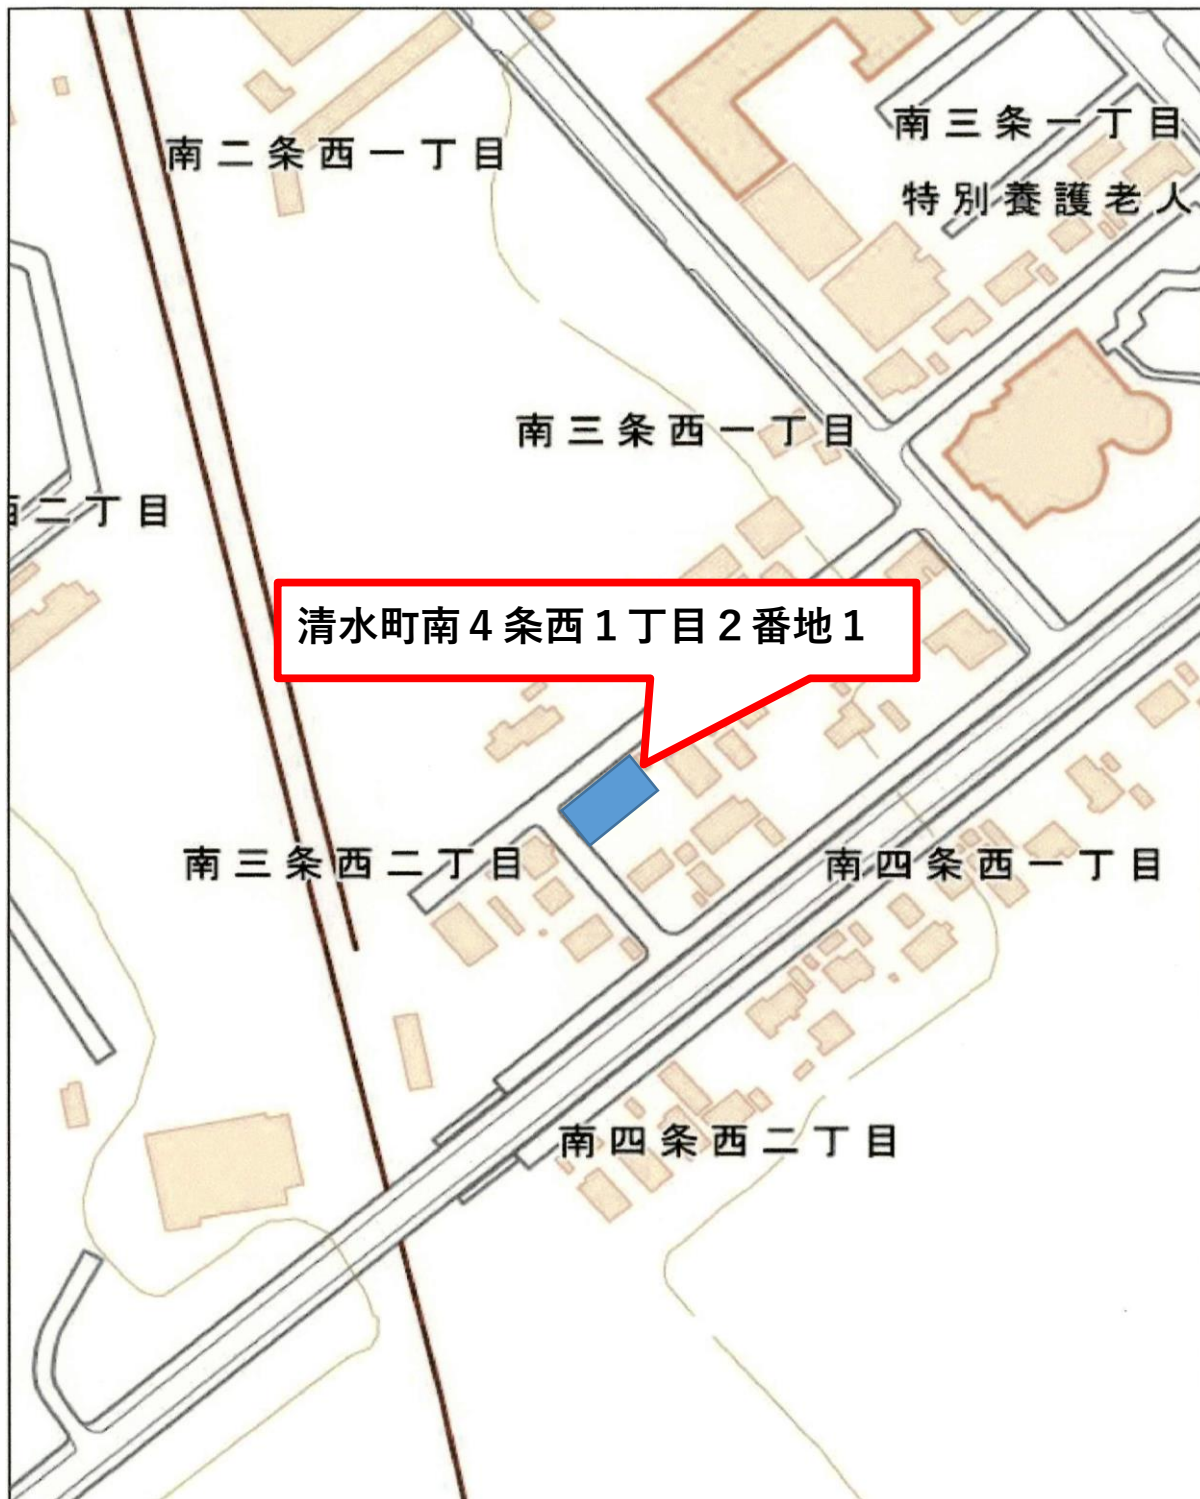 南三条一丁目
南二条西一丁目
特別養護老人
南三条西一丁目
二丁目
清水町南４条西１丁目２番地１
南三条西二丁目
南四条西一丁目
南四条西二丁目